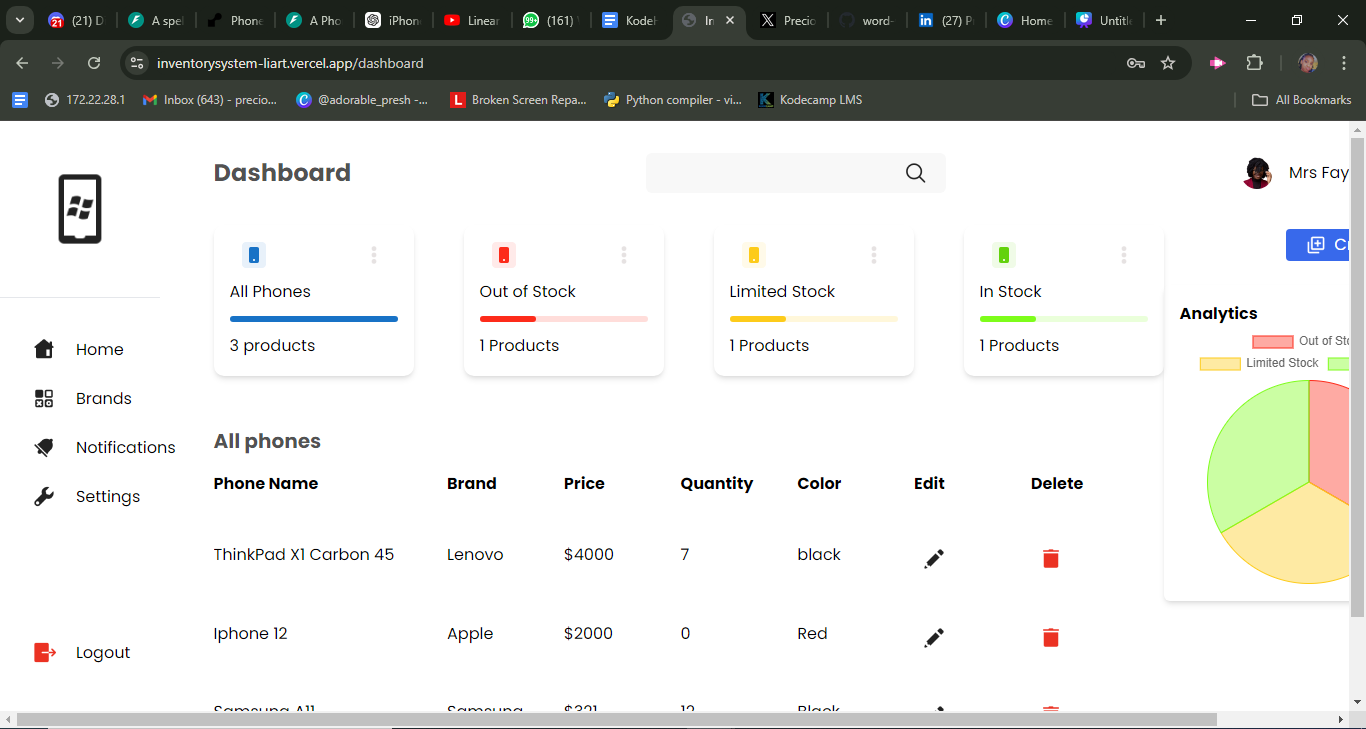 (21) D
A spel
Phone
A Pho
iPhon
Linear
99+
(161)
Kodel
In
Precio
word-
(27) P
Home
Untitl
inventorysystem-liart.vercel.app/dashboard
172.22.28.1
Inbox (643) - precio...
@adorable_presh -...
Broken Screen Repa...
Python compiler - vi...
Kodecamp LMS
All Bookmarks
Dashboard
Mrs Fay
All Phones
3 products
Out of Stock
1 Products
Limited Stock
1 Products
In Stock
1 Products
Analytics
Out of Sto
Limited Stock
Home
Brands
Notifications
Settings
Logout
All phones
Phone Name Brand Price Quantity Color Edit Delete
ThinkPad X1 Carbon 45 Lenovo $4000 7 black
Iphone 12 Apple $2000 0 Red
Samsung A11 Samsung $321 12 Black